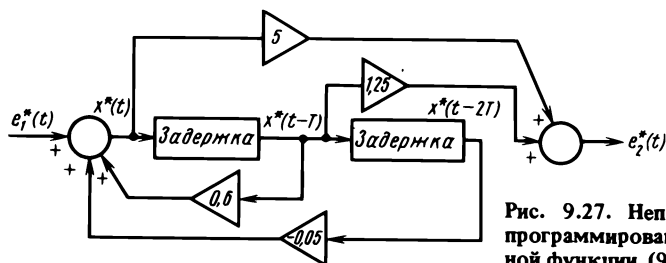 5
1,25
e₁*(t)
x*(t)
Задержка
x*(t−T)
Задержка
x*(t−2T)
e₂*(t)
+
+
+
+
+
0,6
−0,05
Рис. 9.27. Неп
программирован
ной функции (9